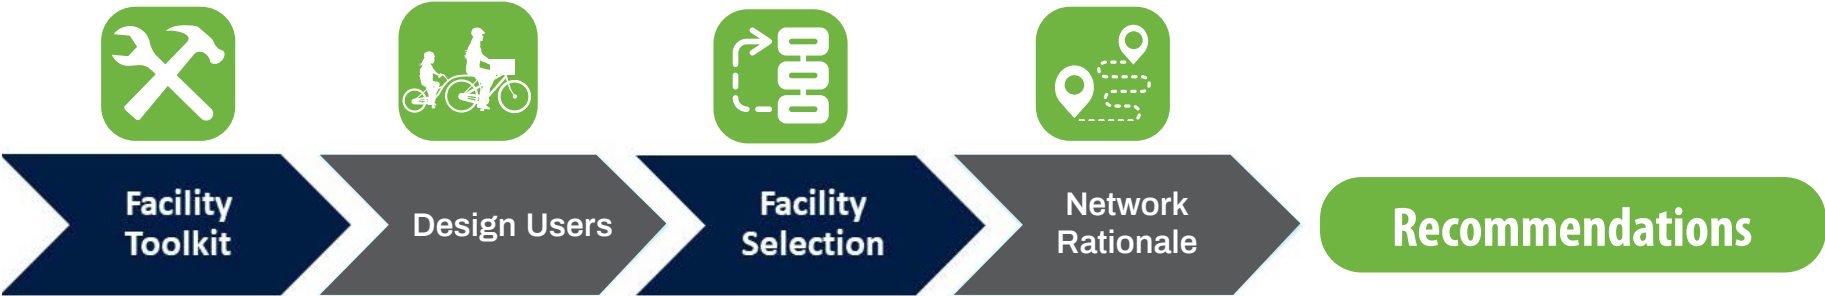 Facility
Toolkit
Design Users
Facility
Selection
Network
Rationale
Recommendations